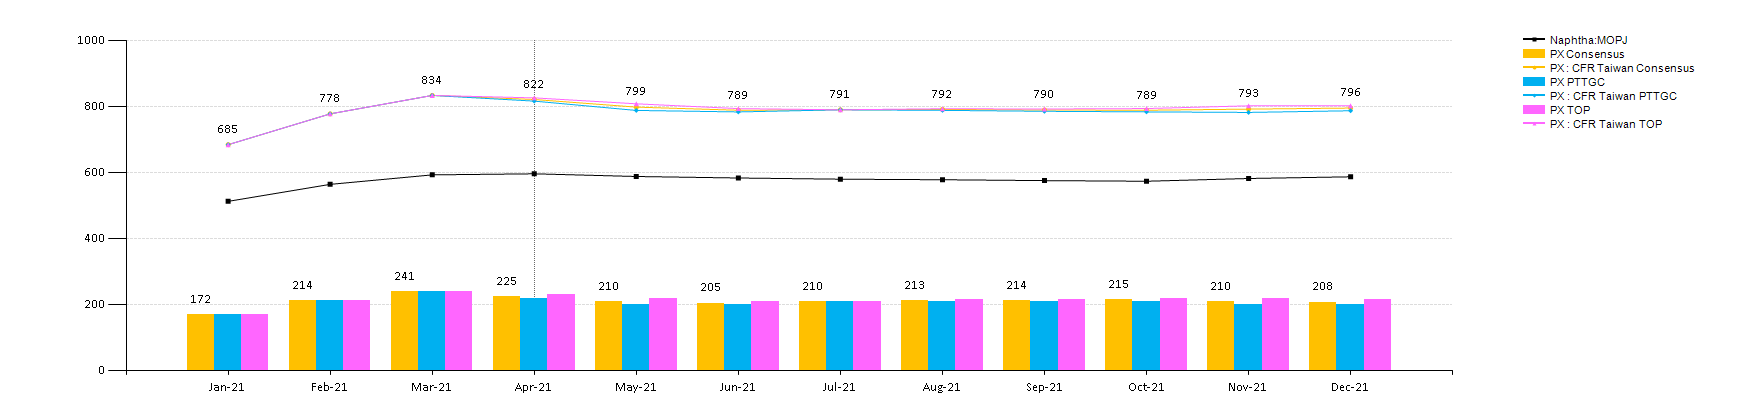 1000
800
600
400
200
0
685
778
834
822
799
789
791
792
790
789
793
796
172
214
241
225
210
205
210
213
214
215
210
208
Jan-21
Feb-21
Mar-21
Apr-21
May-21
Jun-21
Jul-21
Aug-21
Sep-21
Oct-21
Nov-21
Dec-21
Naphtha:MOPJ
PX Consensus
PX : CFR Taiwan Consensus
PX PTTGC
PX : CFR Taiwan PTTGC
PX TOP
PX : CFR Taiwan TOP